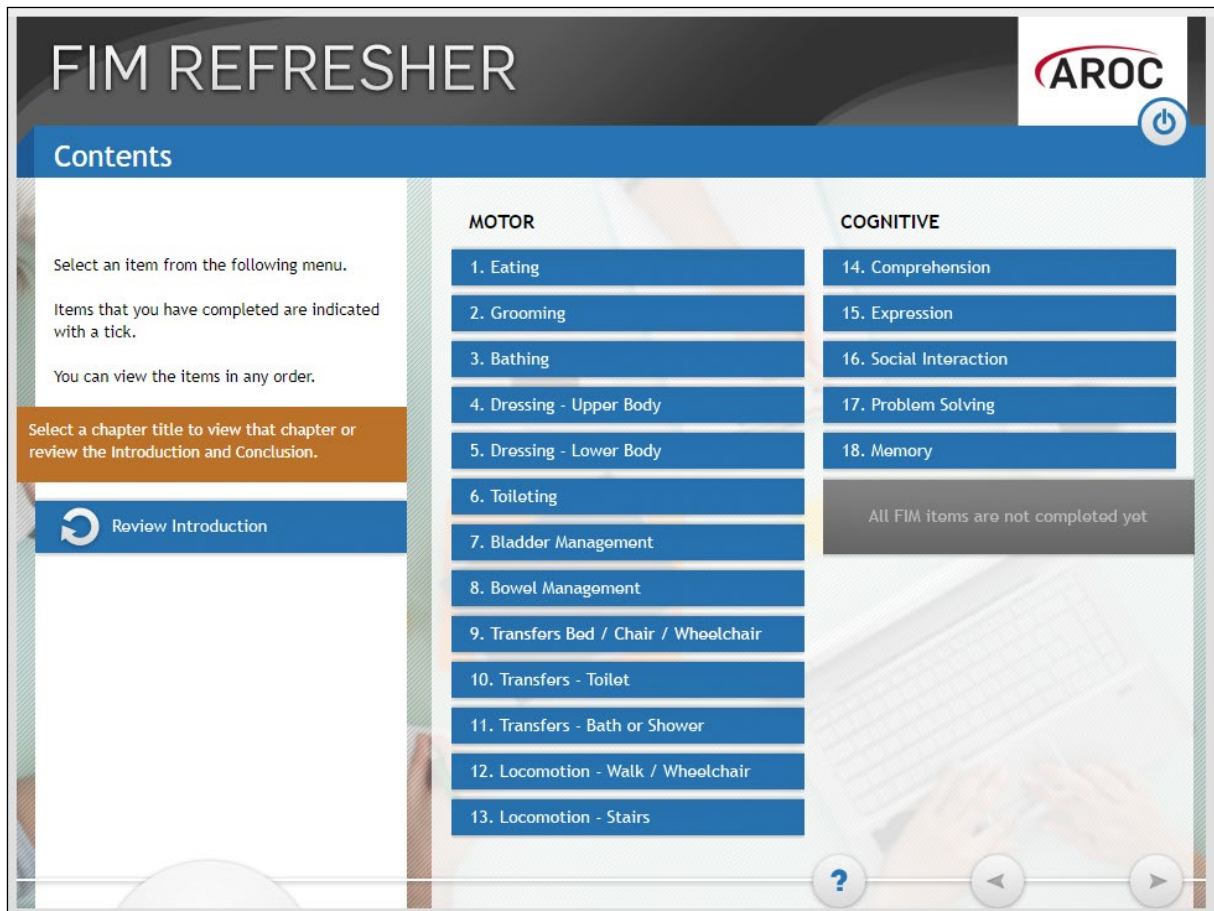 FIM REFRESHER
AROC
Contents
Select an item from the following menu.
Items that you have completed are indicated
with a tick.
You can view the items in any order.
Select a chapter title to view that chapter or
review the Introduction and Conclusion.
Review Introduction
MOTOR
1. Eating
2. Grooming
3. Bathing
4. Dressing - Upper Body
5. Dressing - Lower Body
6. Toileting
7. Bladder Management
8. Bowel Management
9. Transfers Bed / Chair / Wheelchair
10. Transfers - Toilet
11. Transfers - Bath or Shower
12. Locomotion - Walk / Wheelchair
13. Locomotion - Stairs
COGNITIVE
14. Comprehension
15. Expression
16. Social Interaction
17. Problem Solving
18. Memory
All FIM items are not completed yet
?